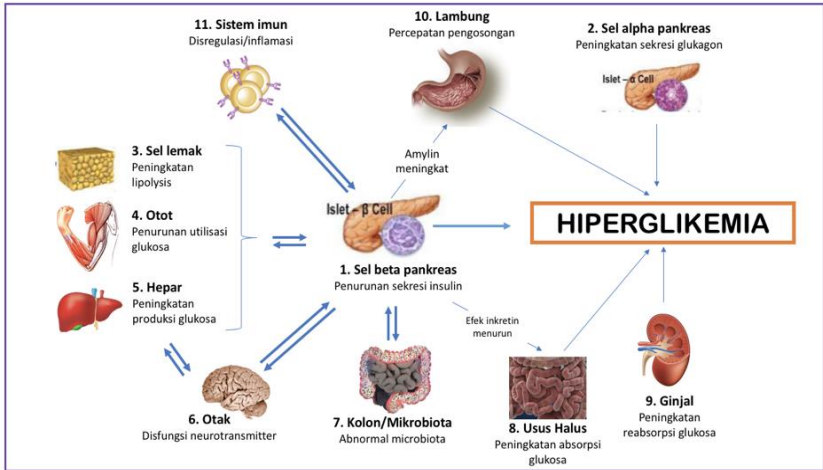 11. Sistem imun
Disregulasi/inflamasi
10. Lambung
Percepatan pengosongan
2. Sel alpha pankreas
Peningkatan sekresi glukagon
Islet – α Cell
3. Sel lemak
Peningkatan
lipolysis
4. Otot
Penurunan utilisasi
glukosa
5. Hepar
Peningkatan
produksi glukosa
Amylin
meningkat
Islet – β Cell
1. Sel beta pankreas
Penurunan sekresi insulin
HIPERGLIKEMIA
Efek inkretin
menurun
6. Otak
Disfungsi neurotransmitter
7. Kolon/Mikrobiota
Abnormal microbiota
8. Usus Halus
Peningkatan absorpsi
glukosa
9. Ginjal
Peningkatan
reabsorpsi glukosa